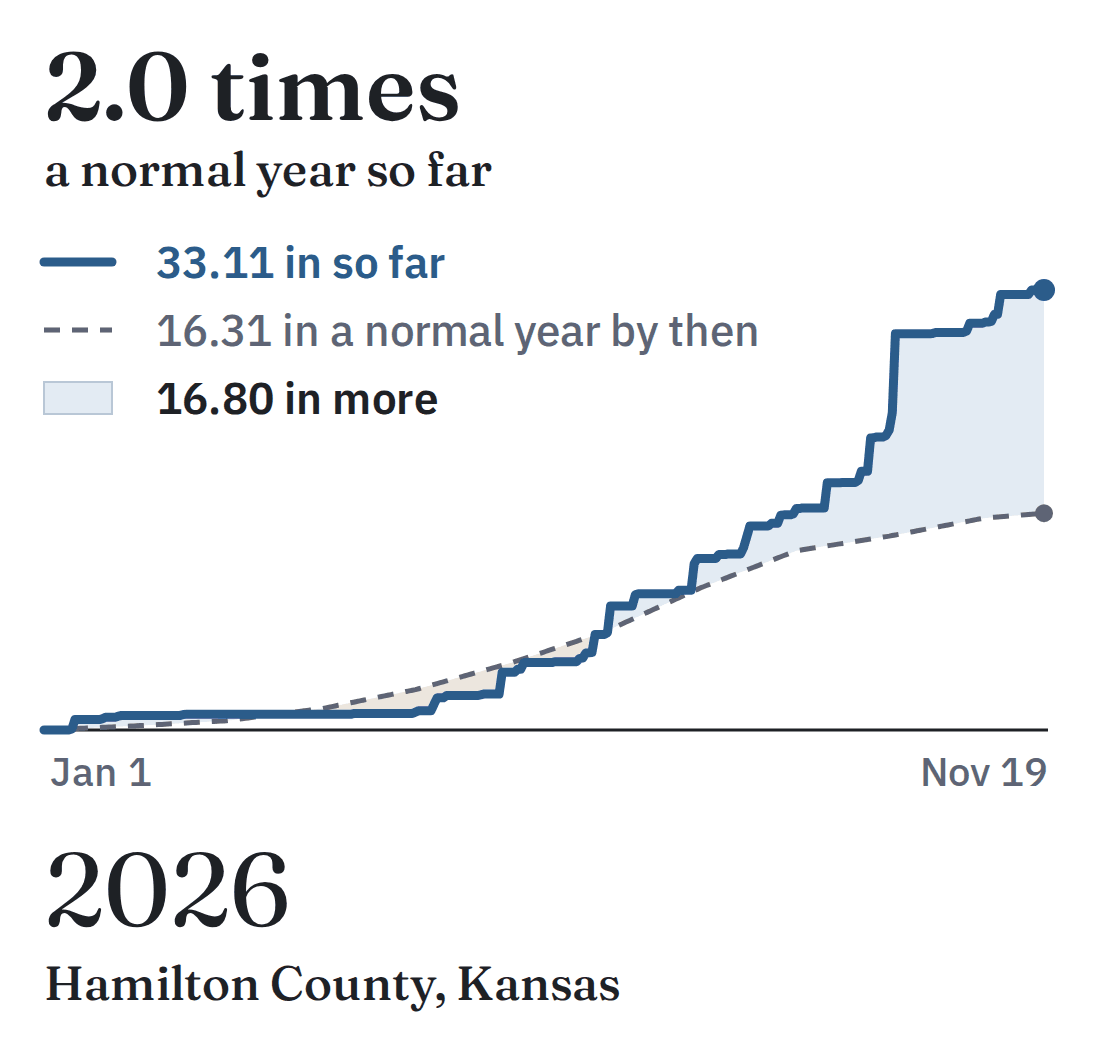 2.0 times
a normal year so far
33.11 in so far
16.31 in a normal year by then
16.80 in more
Jan 1
Nov 19
2026
Hamilton County, Kansas